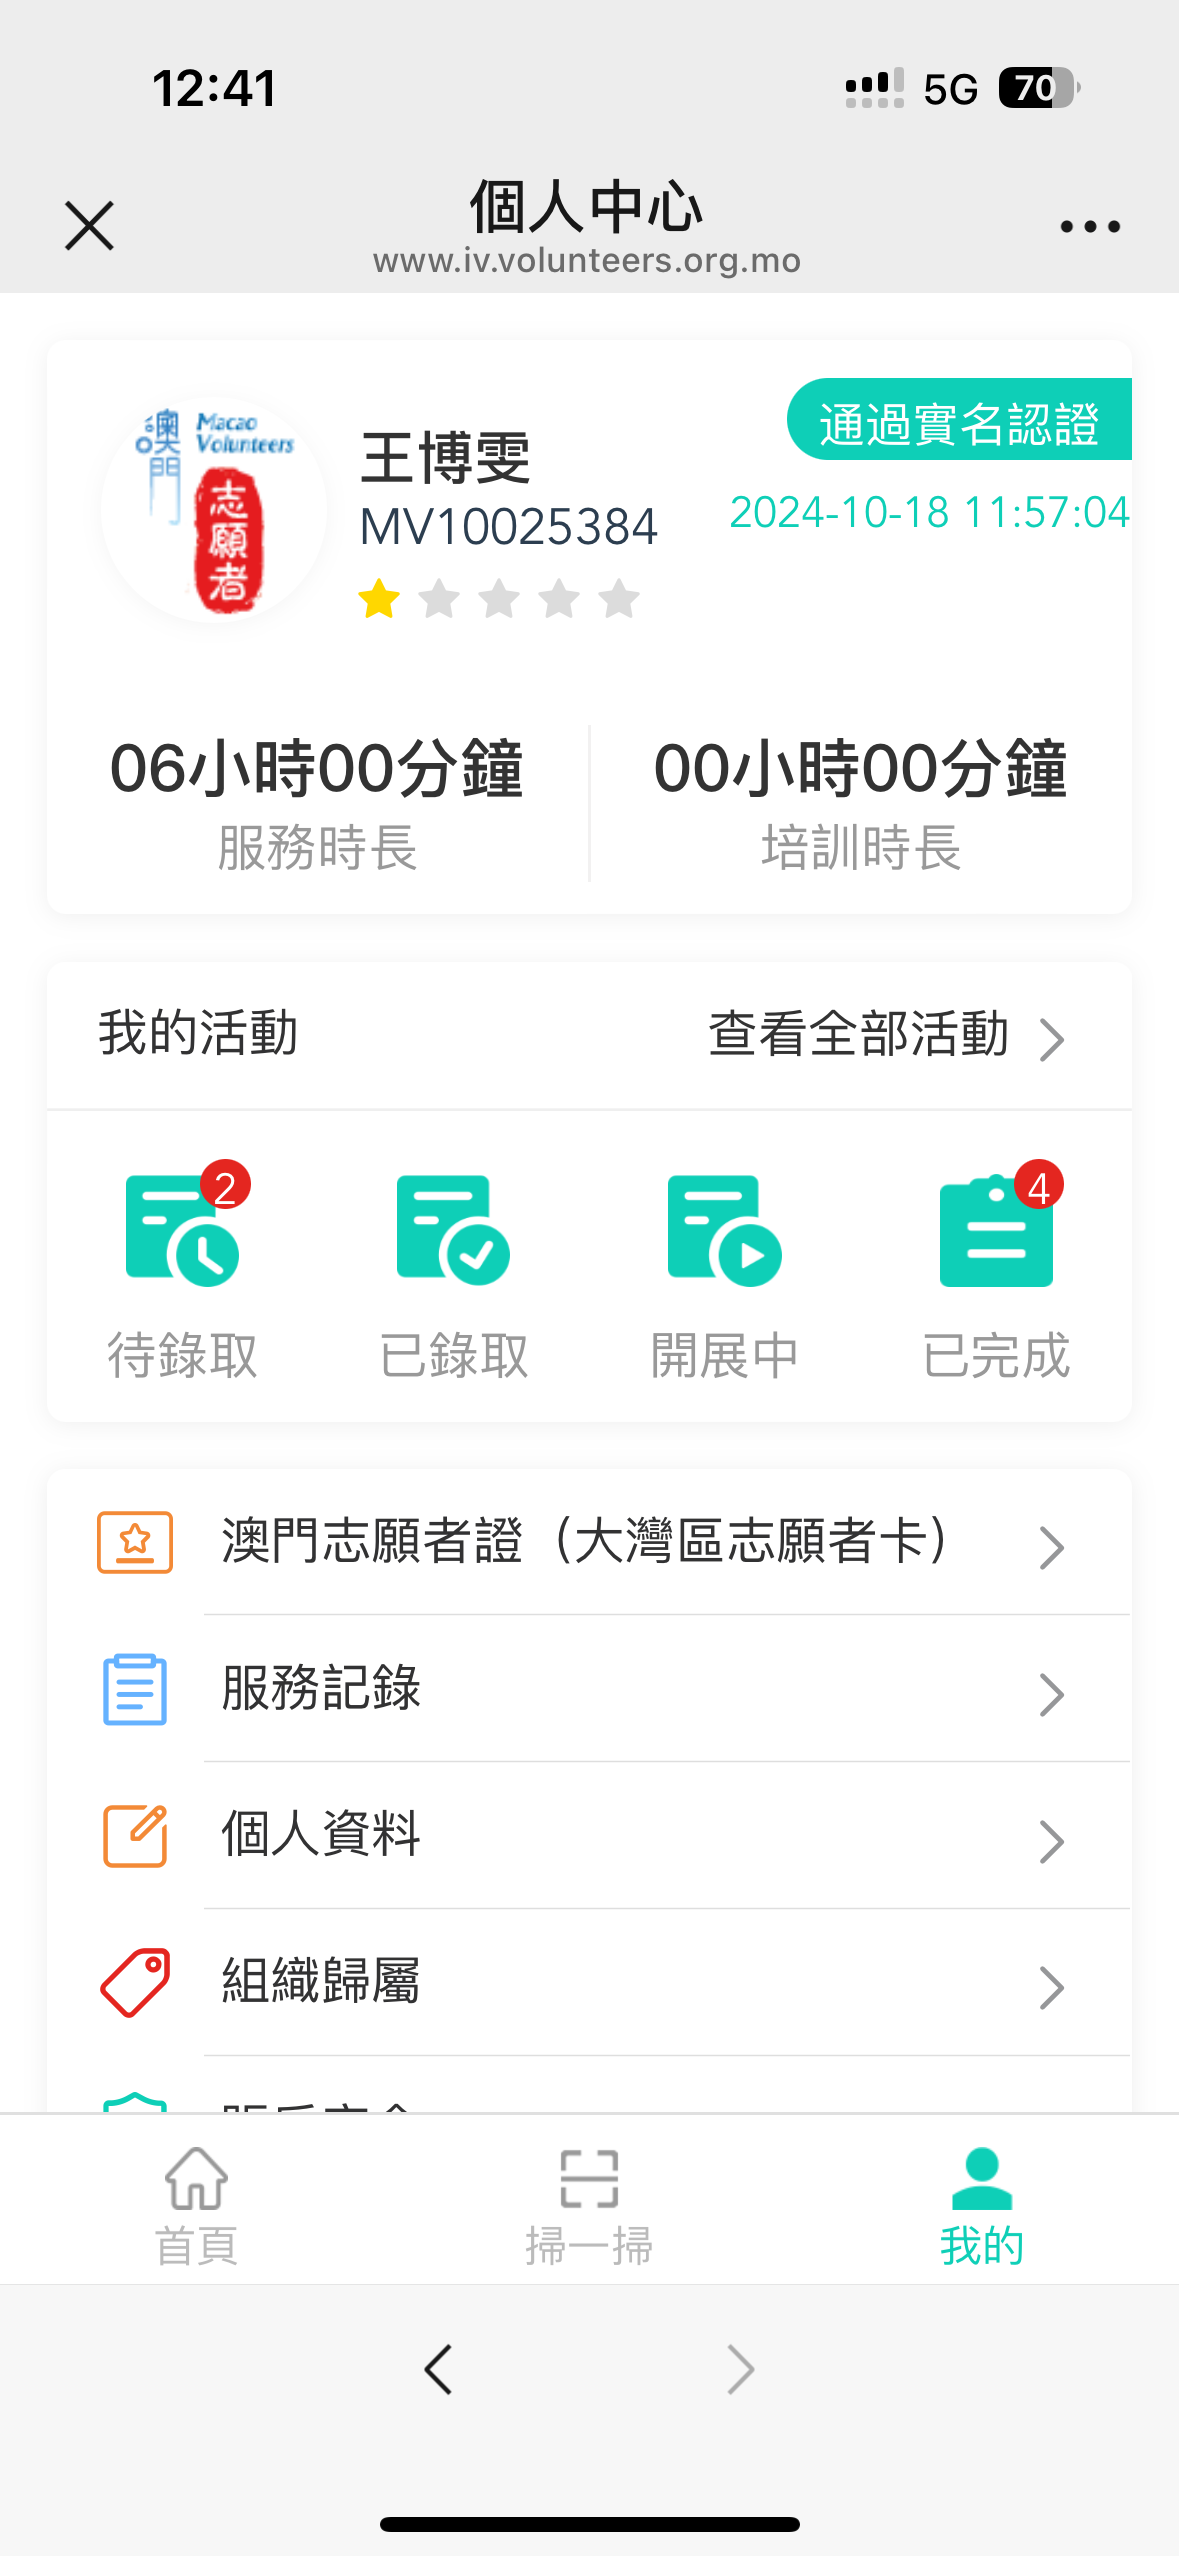 12:41
5G 70
個人中心
www.iv.volunteers.org.mo
澳門
Macao
Volunteers
志願者
王博雯
MV10025384
通過實名認證
2024-10-18 11:57:04
06小時00分鐘
服務時長
00小時00分鐘
培訓時長
我的活動
查看全部活動
2
4
待錄取
已錄取
開展中
已完成
澳門志願者證（大灣區志願者卡）
服務記錄
個人資料
組織歸屬
首頁
掃一掃
我的